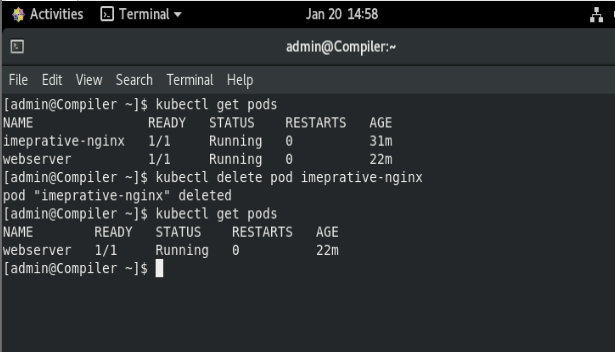 Activities Terminal Jan 20 14:58
admin@Compiler:~
File Edit View Search Terminal Help
[admin@Compiler ~]$ kubectl get pods
NAME READY STATUS RESTARTS AGE
imeprative-nginx 1/1 Running 0 31m
webserver 1/1 Running 0 22m
[admin@Compiler ~]$ kubectl delete pod imeprative-nginx
pod "imeprative-nginx" deleted
[admin@Compiler ~]$ kubectl get pods
NAME READY STATUS RESTARTS AGE
webserver 1/1 Running 0 22m
[admin@Compiler ~]$